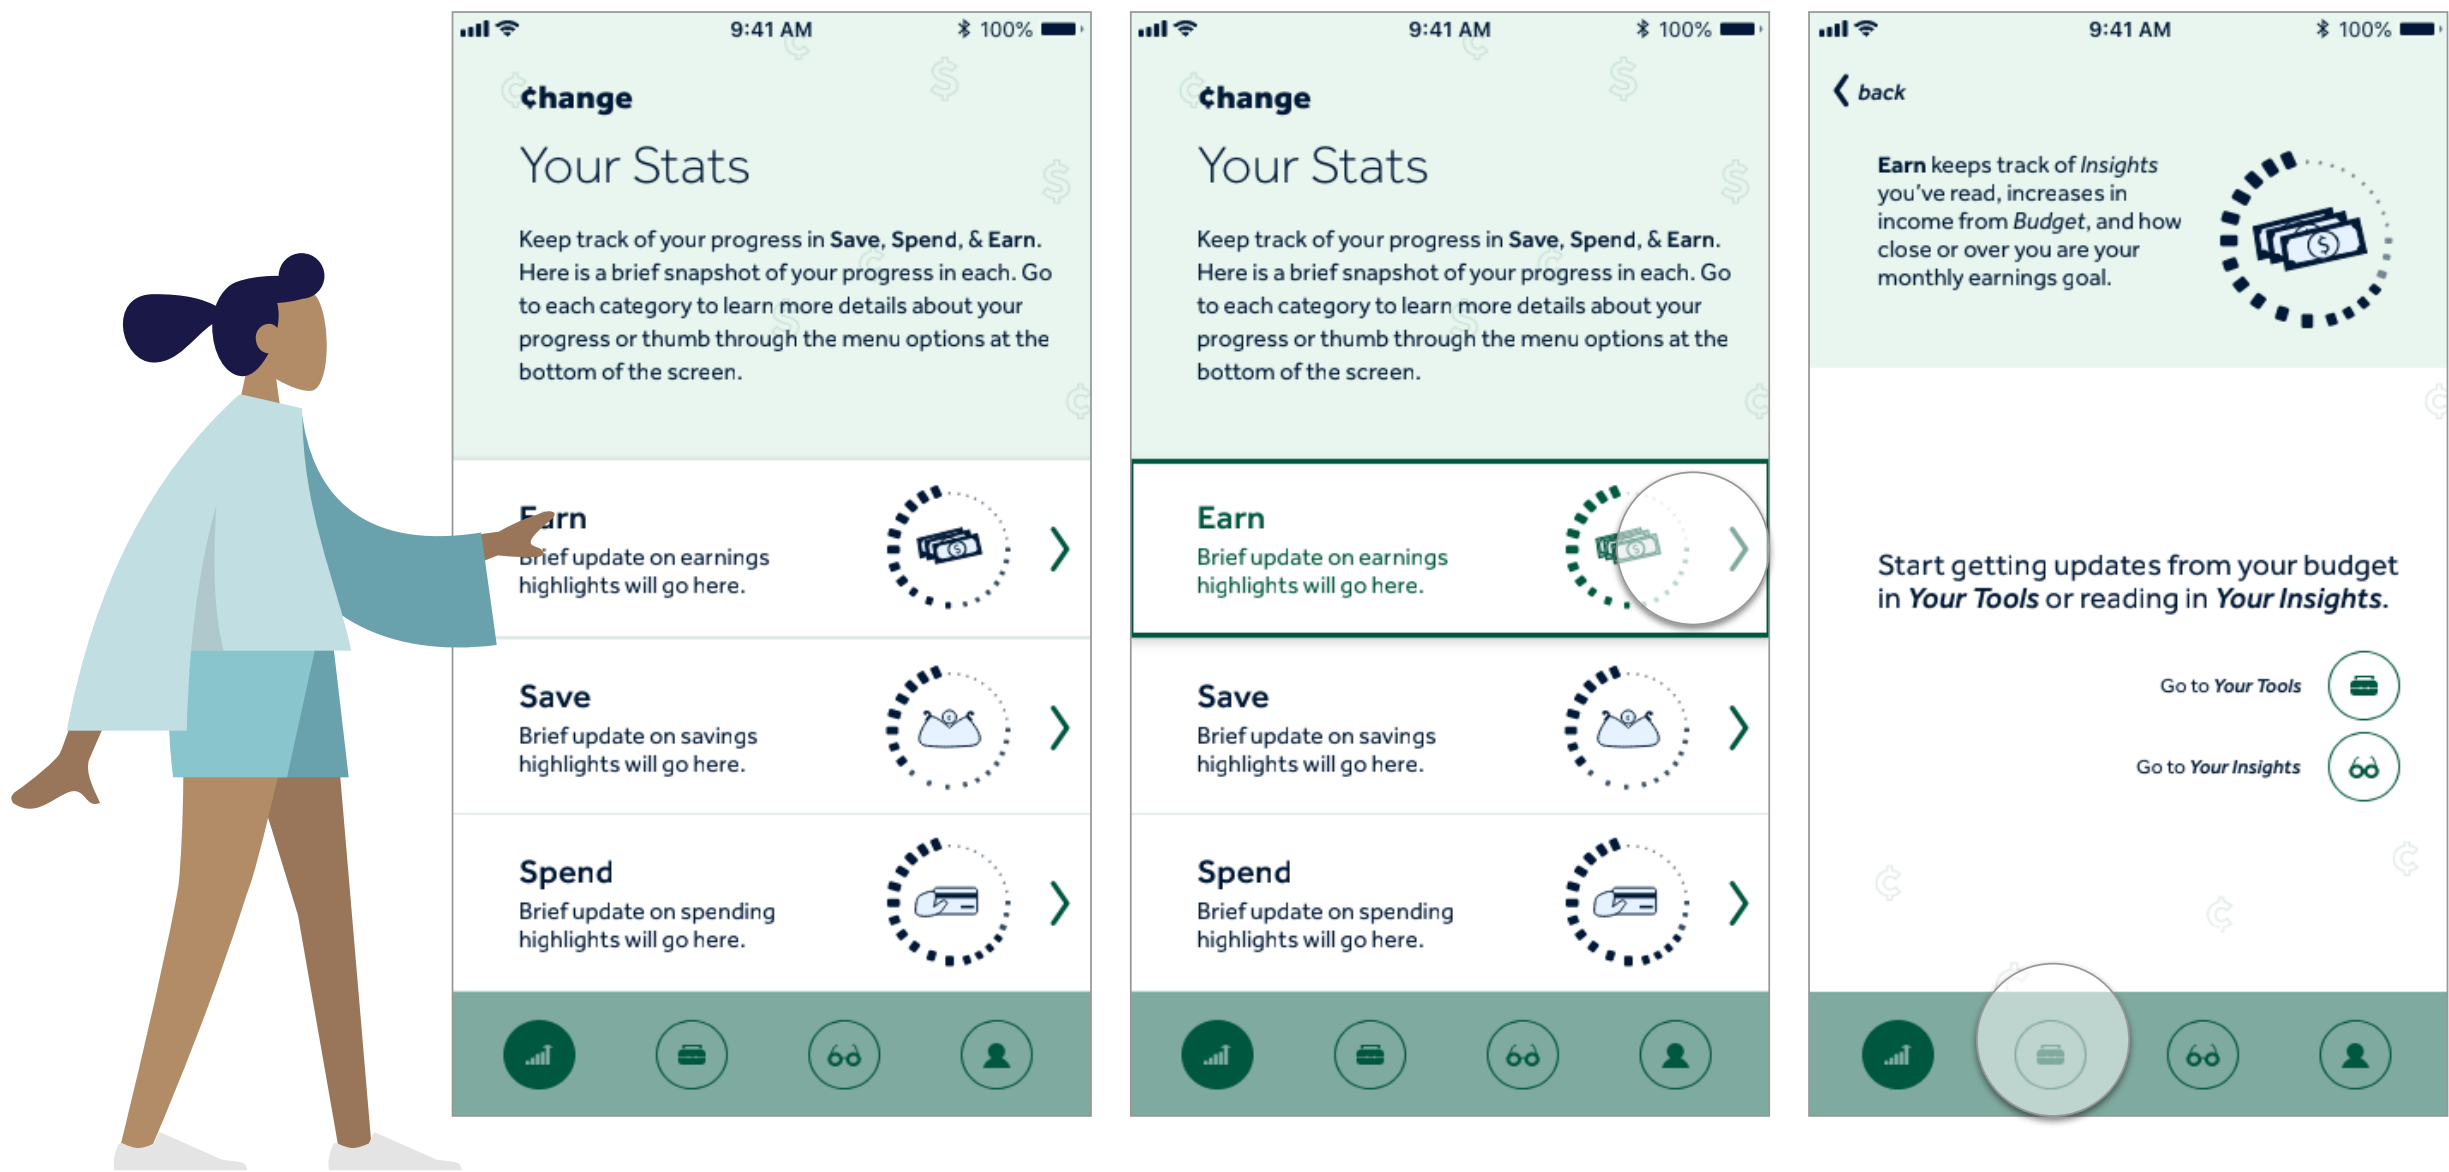 9:41 AM
100%
¢hange
Your Stats
Keep track of your progress in Save, Spend, & Earn.
Here is a brief snapshot of your progress in each. Go
to each category to learn more details about your
progress or thumb through the menu options at the
bottom of the screen.
Earn
Brief update on earnings
highlights will go here.
Save
Brief update on savings
highlights will go here.
Spend
Brief update on spending
highlights will go here.
9:41 AM
100%
¢hange
Your Stats
Keep track of your progress in Save, Spend, & Earn.
Here is a brief snapshot of your progress in each. Go
to each category to learn more details about your
progress or thumb through the menu options at the
bottom of the screen.
Earn
Brief update on earnings
highlights will go here.
Save
Brief update on savings
highlights will go here.
Spend
Brief update on spending
highlights will go here.
9:41 AM
100%
back
Earn keeps track of Insights
you've read, increases in
income from Budget, and how
close or over you are your
monthly earnings goal.
Start getting updates from your budget
in Your Tools or reading in Your Insights.
Go to Your Tools
Go to Your Insights